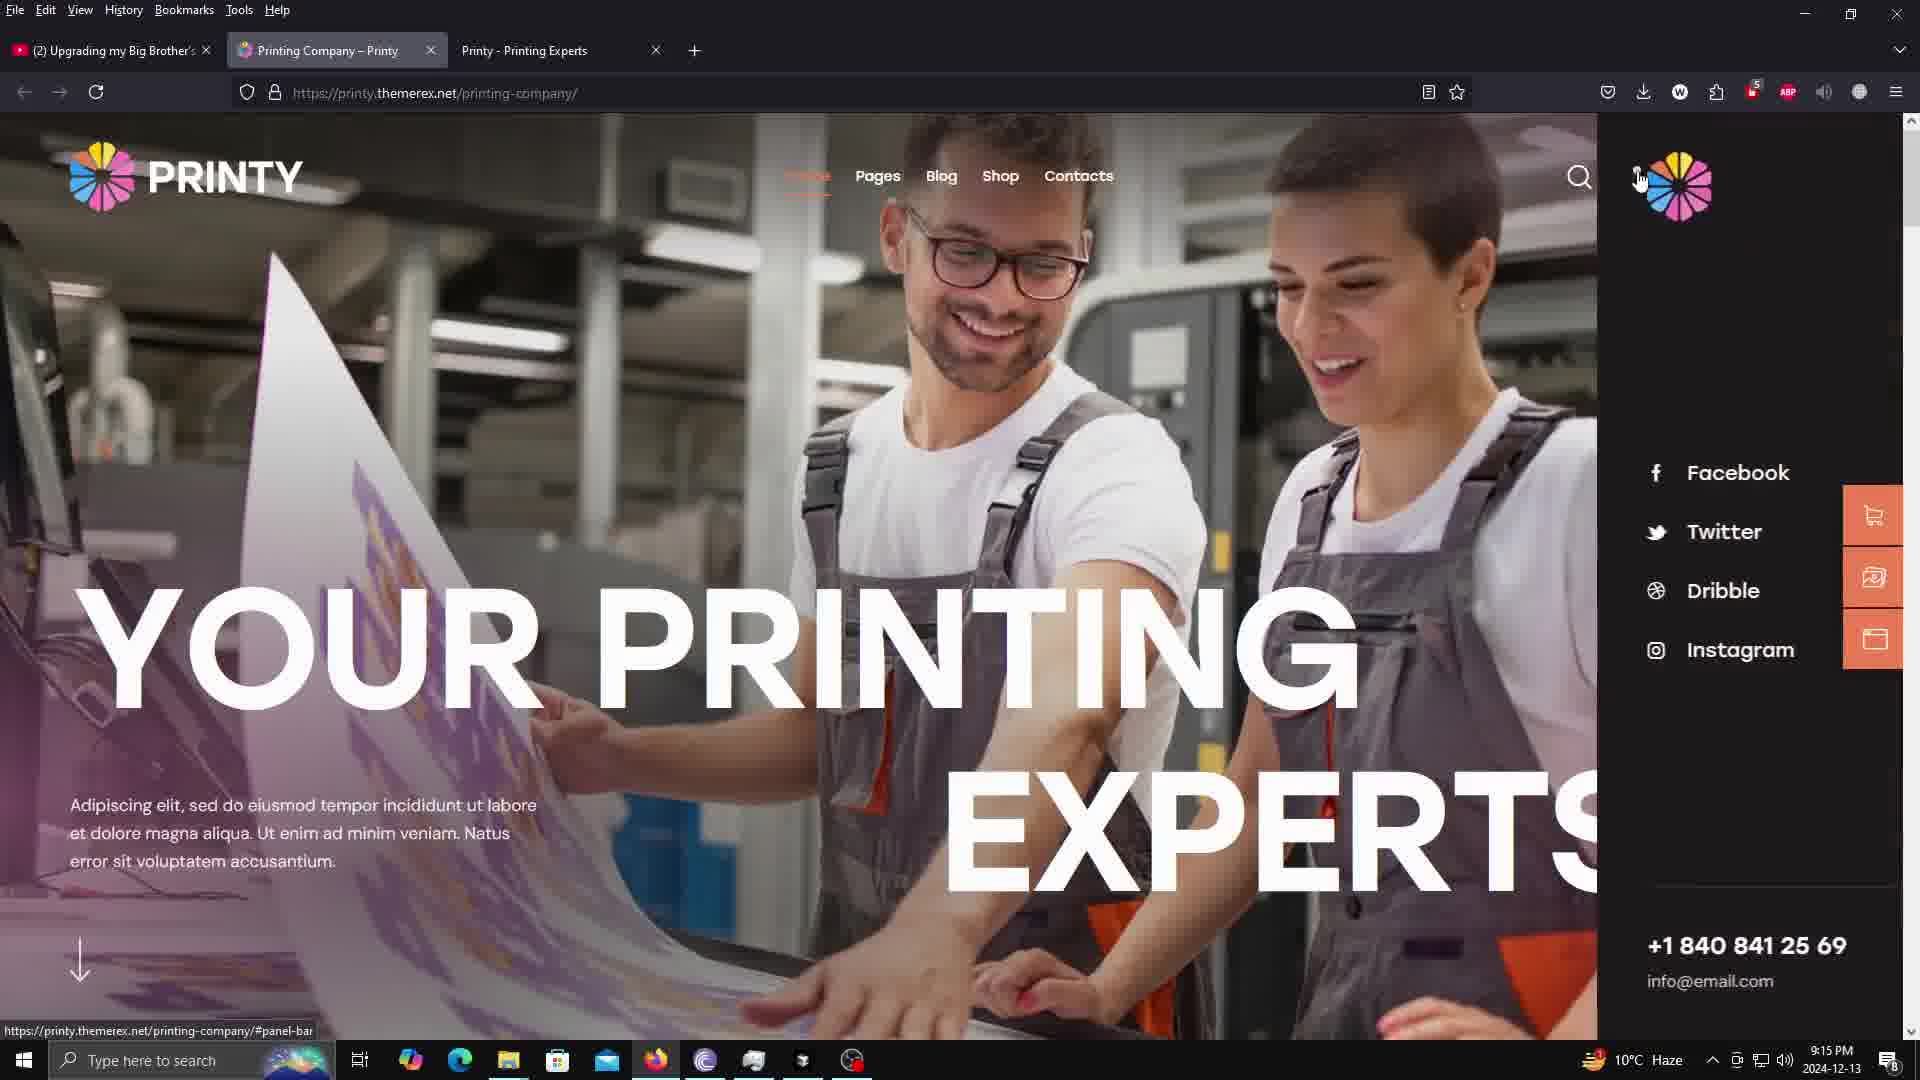 File Edit View History Bookmarks Tools Help
(2) Upgrading my Big Brother's
Printing Company – Printy
Printy - Printing Experts
https://printy.themerex.net/printing-company/
5
ABP
PRINTY
Home Pages Blog Shop Contacts
YOUR PRINTING
EXPERTS
Adipiscing elit, sed do eiusmod tempor incididunt ut labore
et dolore magna aliqua. Ut enim ad minim veniam. Natus
error sit voluptatem accusantium.
Facebook
Twitter
Dribble
Instagram
+1 840 841 25 69
info@email.com
https://printy.themerex.net/printing-company/#panel-bar
Type here to search
1
10°C Haze
9:15 PM
2024-12-13
8